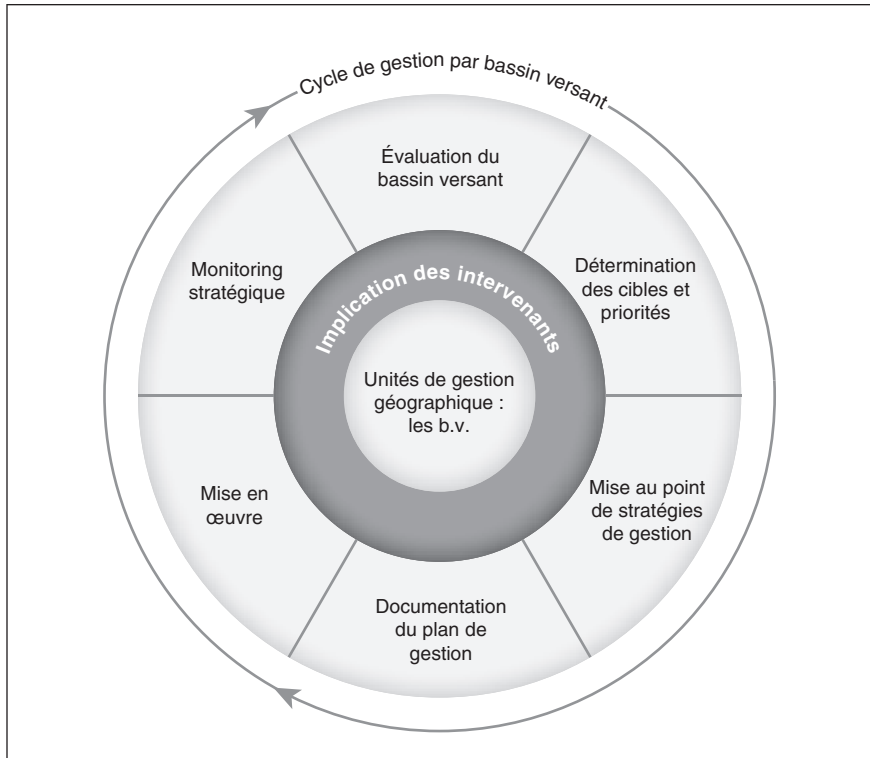 Cycle de gestion par bassin versant
Évaluation du
bassin versant
Détermination
des cibles et
priorités
Mise au point
de stratégies
de gestion
Documentation
du plan de
gestion
Mise en
œuvre
Monitoring
stratégique
Implication des intervenants
Unités de gestion
géographique :
les b.v.